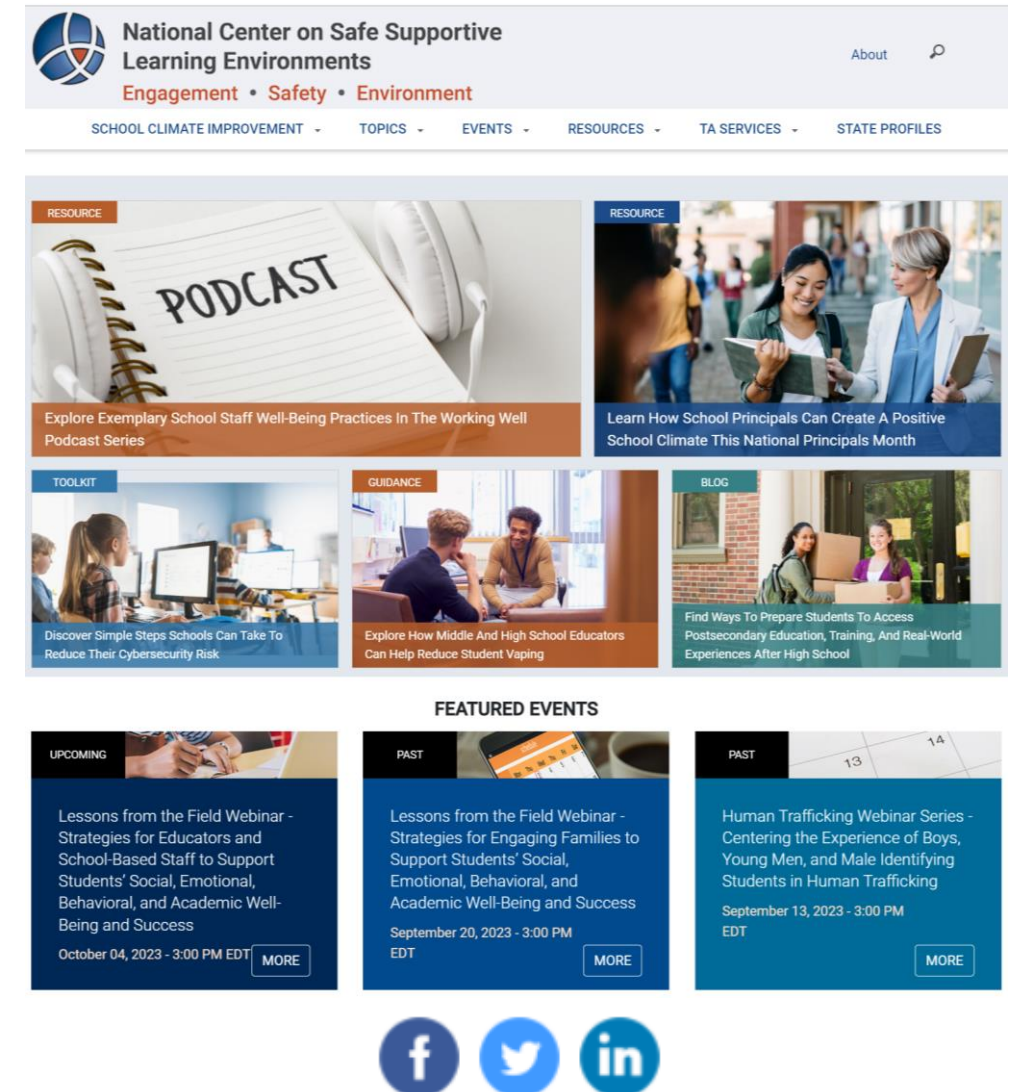 National Center on Safe Supportive
Learning Environments
Engagement • Safety • Environment
About
SCHOOL CLIMATE IMPROVEMENT
TOPICS
EVENTS
RESOURCES
TA SERVICES
STATE PROFILES
RESOURCE
PODCAST
Explore Exemplary School Staff Well-Being Practices In The Working Well
Podcast Series
RESOURCE
Learn How School Principals Can Create A Positive
School Climate This National Principals Month
TOOLKIT
Discover Simple Steps Schools Can Take To
Reduce Their Cybersecurity Risk
GUIDANCE
Explore How Middle And High School Educators
Can Help Reduce Student Vaping
BLOG
Find Ways To Prepare Students To Access
Postsecondary Education, Training, And Real-World
Experiences After High School
FEATURED EVENTS
UPCOMING
Lessons from the Field Webinar -
Strategies for Educators and
School-Based Staff to Support
Students' Social, Emotional,
Behavioral, and Academic Well-
Being and Success
October 04, 2023 - 3:00 PM EDT
MORE
PAST
Lessons from the Field Webinar -
Strategies for Engaging Families to
Support Students' Social,
Emotional, Behavioral, and
Academic Well-Being and Success
September 20, 2023 - 3:00 PM
EDT
MORE
PAST
13
14
Human Trafficking Webinar Series -
Centering the Experience of Boys,
Young Men, and Male Identifying
Students in Human Trafficking
September 13, 2023 - 3:00 PM
EDT
MORE
f
in